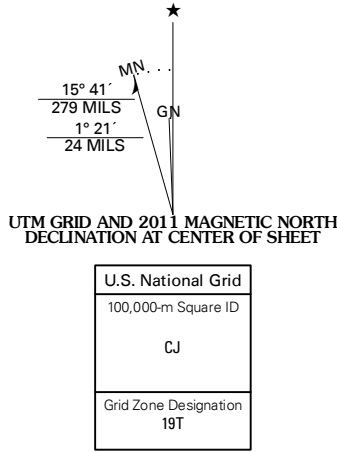 ★
MN
15° 41´
279 MILS
GN
1° 21´
24 MILS
UTM GRID AND 2011 MAGNETIC NORTH
DECLINATION AT CENTER OF SHEET
U.S. National Grid
100,000-m Square ID
CJ
Grid Zone Designation
19T